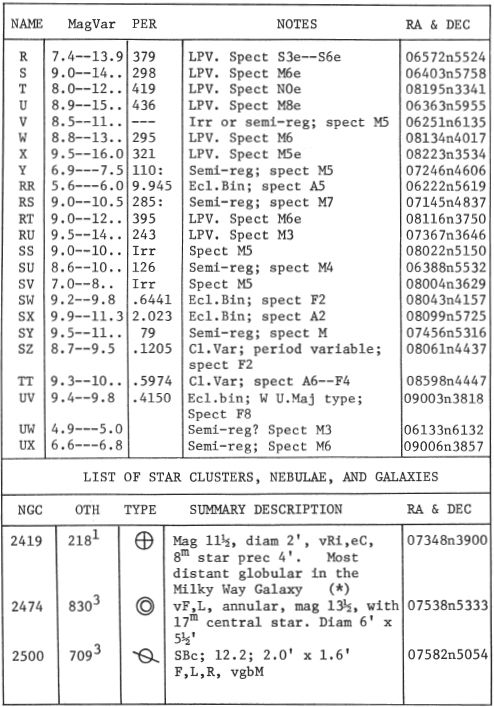 NAME MagVar PER NOTES RA & DEC
R 7.4--13.9 379 LPV. Spect S3e--S6e 06572n5524
S 9.0--14.. 298 LPV. Spect M6e 06403n5758
T 8.0--12.. 419 LPV. Spect N0e 08195n3341
U 8.9--15.. 436 LPV. Spect M8e 06363n5955
V 8.5--11.. --- Irr or semi-reg; spect M5 06251n6135
W 8.8--13.. 295 LPV. Spect M6 08134n4017
X 9.5--16.0 321 LPV. Spect M5e 08223n3534
Y 6.9---7.5 110: Semi-reg; spect M5 07246n4606
RR 5.6---6.0 9.945 Ecl.Bin; spect A5 06222n5619
RS 9.0--10.5 285: Semi-reg; spect M7 07145n4837
RT 9.0--12.. 395 LPV. Spect M6e 08116n3750
RU 9.5--14.. 243 LPV. Spect M3 07367n3646
SS 9.0--10.. Irr Spect M5 08022n5150
SU 8.6--10.. 126 Semi-reg; spect M4 06388n5532
SV 7.0--8.. Irr Spect M5 08004n3629
SW 9.2--9.8 .6441 Ecl.Bin; spect F2 08043n4157
SX 9.9--11.3 2.023 Ecl.Bin; spect A2 08099n5725
SY 9.5--11.. 79 Semi-reg; spect M 07456n5316
SZ 8.7--9.5 .1205 Cl.Var; period variable; 08061n4437
spect F2
TT 9.3--10.. .5974 Cl.Var; spect A6--F4 08598n4447
UV 9.4--9.8 .4150 Ecl.bin; W U.Maj type; 09003n3818
Spect F8
UW 4.9---5.0 Semi-reg? Spect M3 06133n6132
UX 6.6---6.8 Semi-reg; Spect M6 09006n3857
LIST OF STAR CLUSTERS, NEBULAE, AND GALAXIES
NGC OTH TYPE SUMMARY DESCRIPTION RA & DEC
2419 218¹ ⊕ Mag 11½, diam 2', vRi,eC, 07348n3900
8ᵐ star prec 4'. Most
distant globular in the
Milky Way Galaxy (*)
2474 830³ ◎ vF,L, annular, mag 13½, with 07538n5333
17ᵐ central star. Diam 6' x
5½'
2500 709³ SBc; 12.2; 2.0' x 1.6' 07582n5054
F,L,R, vgbM